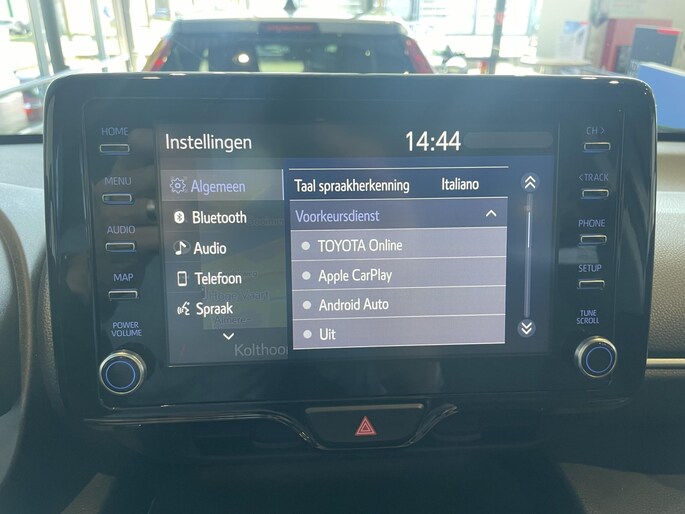 HOME
MENU
AUDIO
MAP
POWER
VOLUME
Instellingen
14:44
Algemeen
Bluetooth
Audio
Telefoon
Spraak
Taal spraakherkenning Italiano
Voorkeursdienst
TOYOTA Online
Apple CarPlay
Android Auto
Uit
Kolthoo
CH >
< TRACK
PHONE
SETUP
TUNE
SCROLL